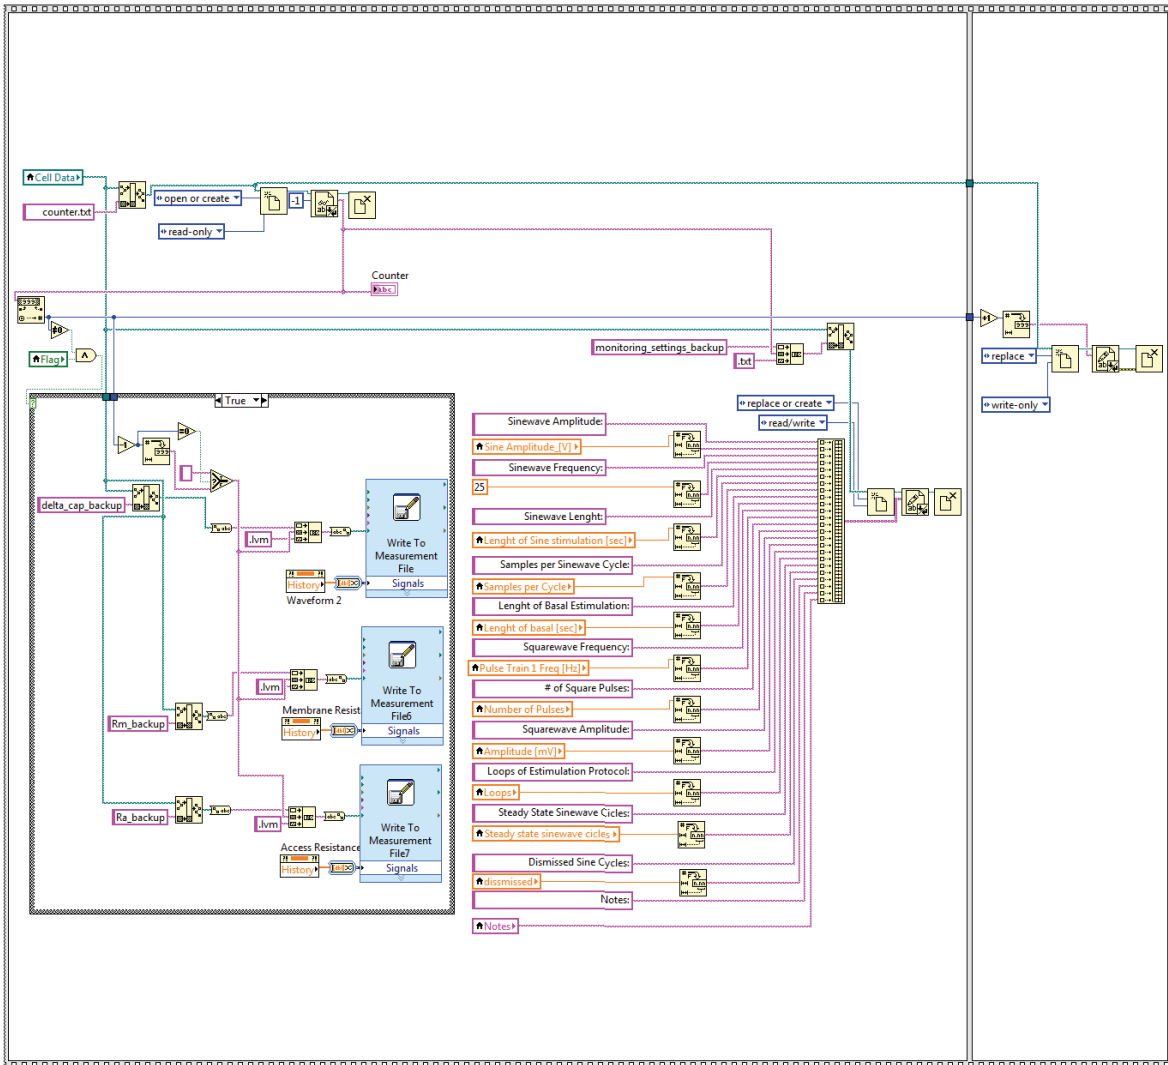 Cell Data
counter.txt
open or create
-1
read-only
Counter
abc
Flag
monitoring_settings_backup
.txt
+1
replace
write-only
replace or create
read/write
True
-1
=0
delta_cap_backup
.lvm
Write To
Measurement
File
Signals
History
Waveform 2
Rm_backup
.lvm
Write To
Measurement
File6
Signals
Membrane Resist
History
Ra_backup
.lvm
Write To
Measurement
File7
Signals
Access Resistance
History
Sinewave Amplitude:
Sine Amplitude_[V]
Sinewave Frequency:
25
Sinewave Lenght:
Lenght of Sine stimulation [sec]
Samples per Sinewave Cycle:
Samples per Cycle
Lenght of Basal Estimulation:
Lenght of basal [sec]
Squarewave Frequency:
Pulse Train 1 Freq [Hz]
# of Square Pulses:
Number of Pulses
Squarewave Amplitude:
Amplitude [mV]
Loops of Estimulation Protocol:
Loops
Steady State Sinewave Cicles:
Steady state sinewave cicles
Dismissed Sine Cycles:
dismissed
Notes:
Notes